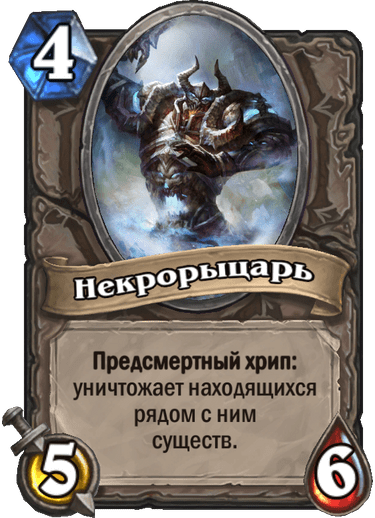 4
Некрорыцарь
Предсмертный хрип:
уничтожает находящихся
рядом с ним
существ.
5
6